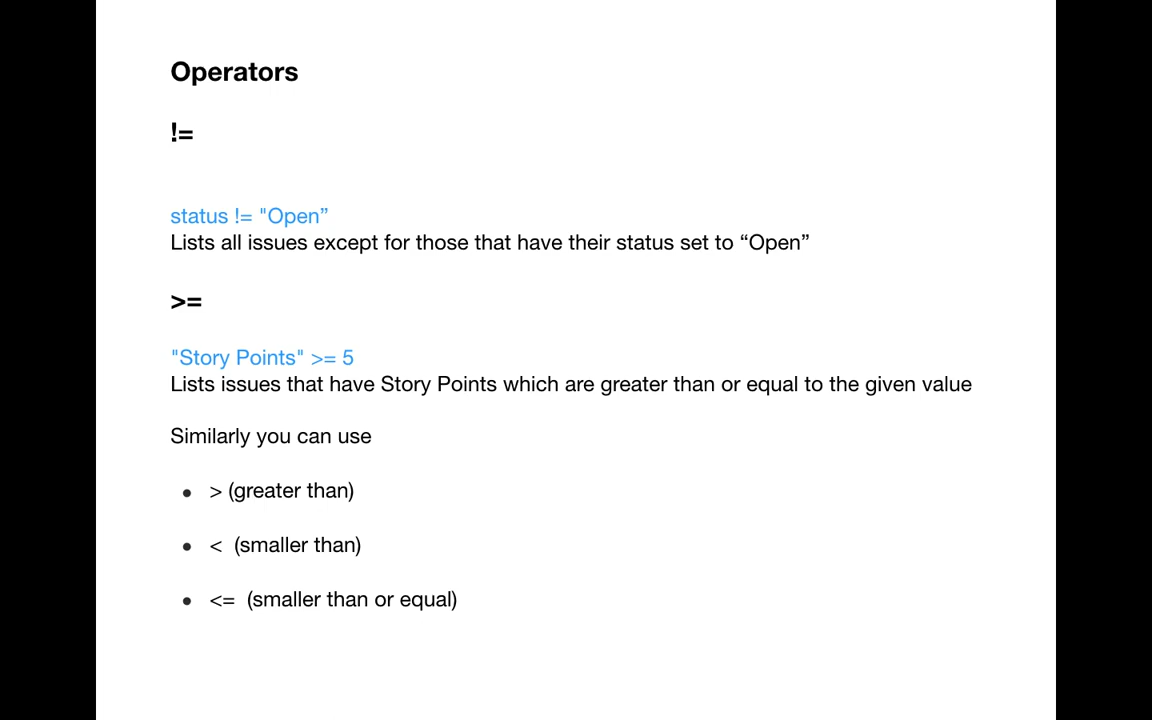 Operators
!=
status != "Open”
Lists all issues except for those that have their status set to “Open”
>=
"Story Points" >= 5
Lists issues that have Story Points which are greater than or equal to the given value
Similarly you can use
• > (greater than)
• < (smaller than)
• <= (smaller than or equal)